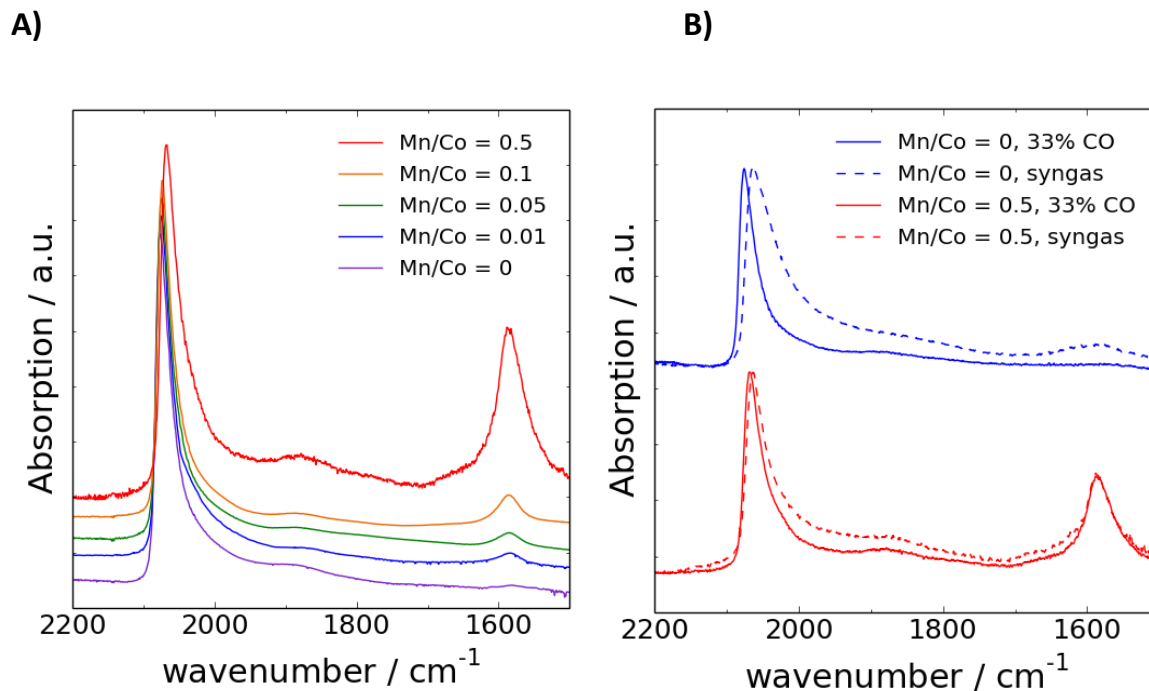 A)
Mn/Co = 0.5
Mn/Co = 0.1
Mn/Co = 0.05
Mn/Co = 0.01
Mn/Co = 0
Absorption / a.u.
2200 2000 1800 1600
wavenumber / cm⁻¹
B)
Mn/Co = 0, 33% CO
Mn/Co = 0, syngas
Mn/Co = 0.5, 33% CO
Mn/Co = 0.5, syngas
Absorption / a.u.
2200 2000 1800 1600
wavenumber / cm⁻¹